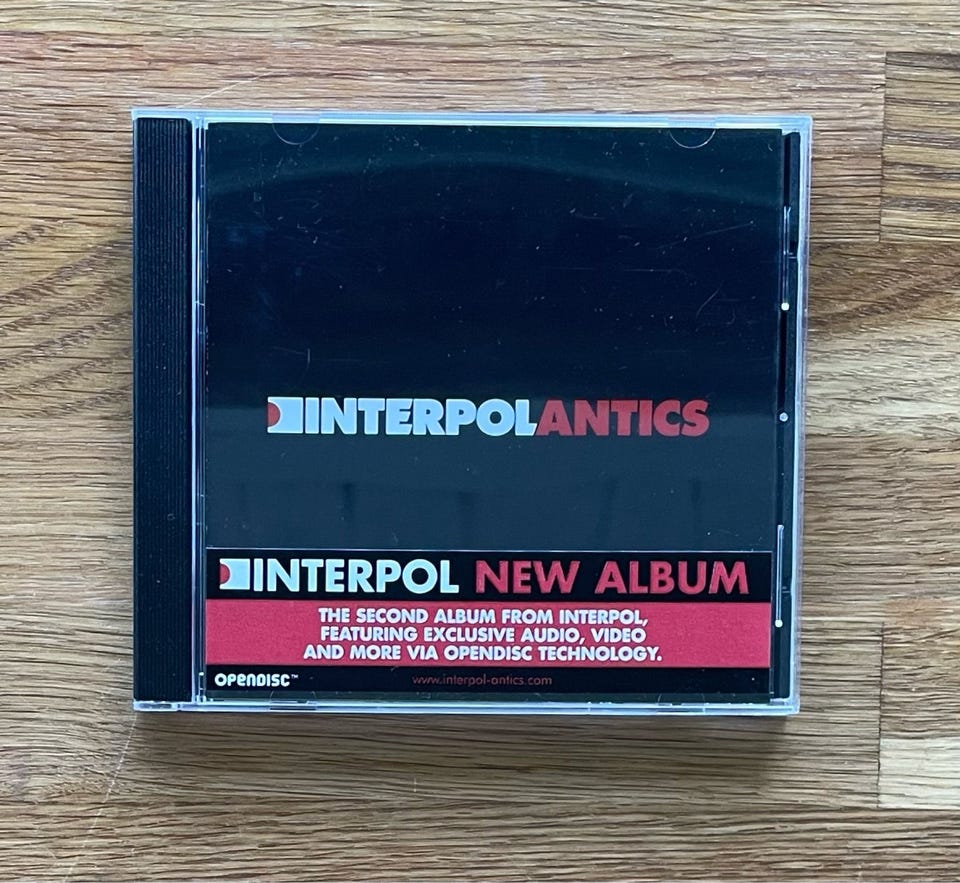 INTERPOLANTICS
INTERPOL NEW ALBUM
THE SECOND ALBUM FROM INTERPOL,
FEATURING EXCLUSIVE AUDIO, VIDEO
AND MORE VIA OPENDISC TECHNOLOGY.
OPENDISC™ www.interpol-antics.com